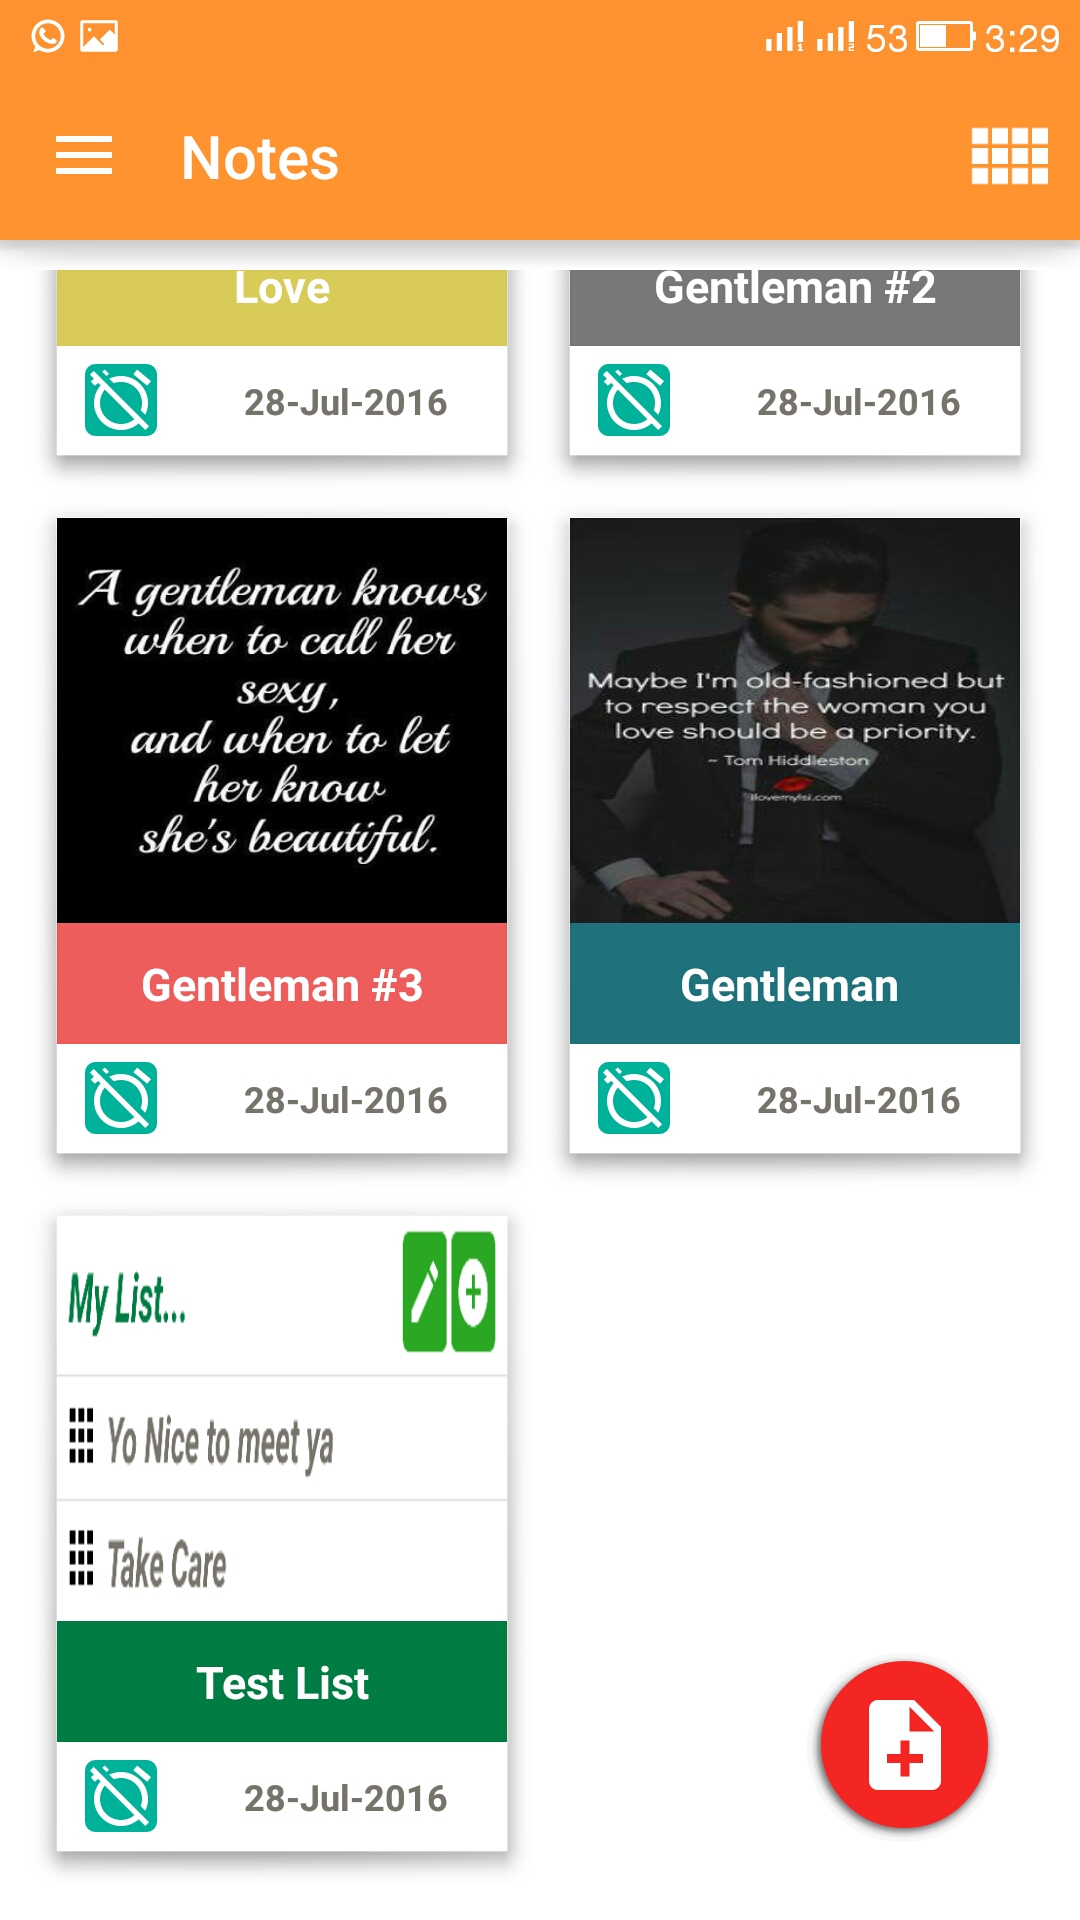 53 3:29
Notes
Love
Gentleman #2
28-Jul-2016
28-Jul-2016
A gentleman knows
when to call her
sexy,
and when to let
her know
she's beautiful.
Maybe I'm old-fashioned but
to respect the woman you
love should be a priority.
~ Tom Hiddleston
ilovemylsi.com
Gentleman #3
Gentleman
28-Jul-2016
28-Jul-2016
My List...
Yo Nice to meet ya
Take Care
Test List
28-Jul-2016